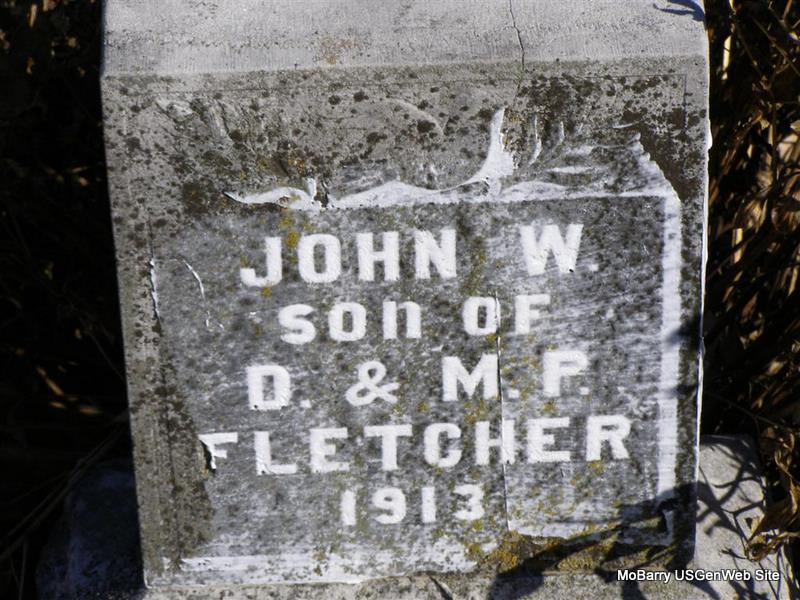 JOHN W.
SON OF
D. & M. P.
FLETCHER
1913
MoBarry USGenWeb Site